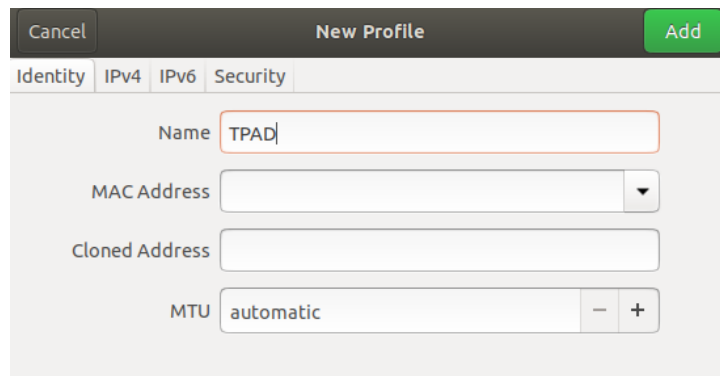 Cancel New Profile Add
Identity IPv4 IPv6 Security
Name TPAD
MAC Address
Cloned Address
MTU automatic − +